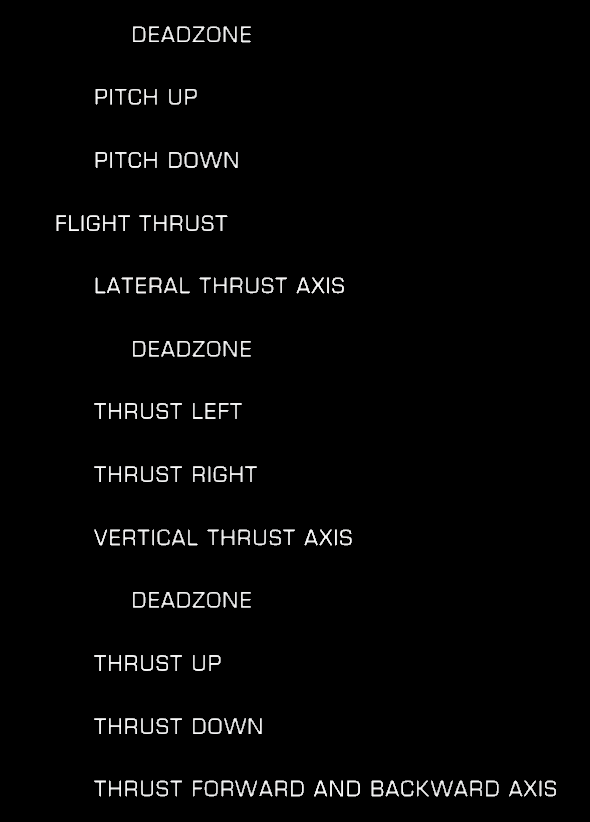 DEADZONE
PITCH UP
PITCH DOWN
FLIGHT THRUST
LATERAL THRUST AXIS
DEADZONE
THRUST LEFT
THRUST RIGHT
VERTICAL THRUST AXIS
DEADZONE
THRUST UP
THRUST DOWN
THRUST FORWARD AND BACKWARD AXIS